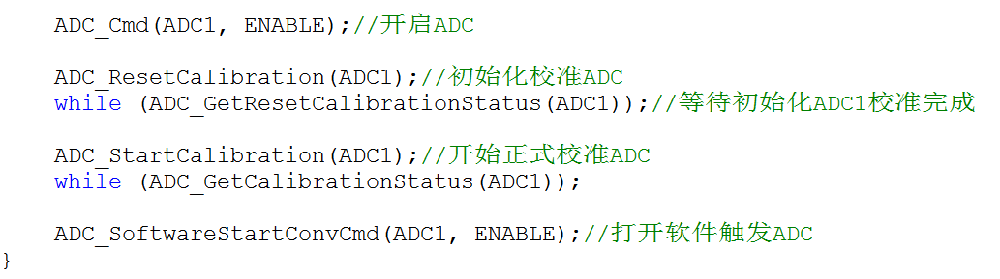 ADC_Cmd(ADC1, ENABLE);//开启ADC
ADC_ResetCalibration(ADC1);//初始化校准ADC
while (ADC_GetResetCalibrationStatus(ADC1));//等待初始化ADC1校准完成
ADC_StartCalibration(ADC1);//开始正式校准ADC
while (ADC_GetCalibrationStatus(ADC1));
ADC_SoftwareStartConvCmd(ADC1, ENABLE);//打开软件触发ADC
}